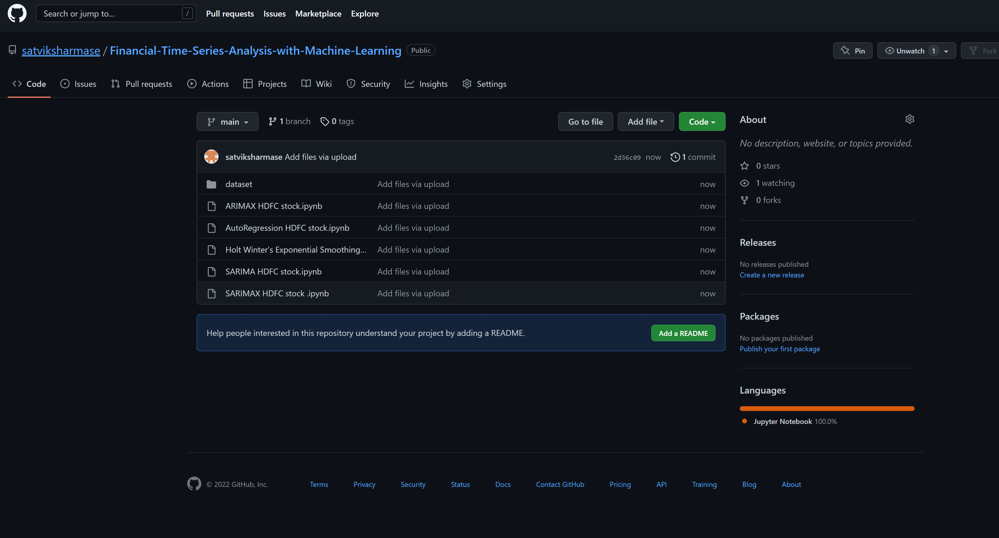 Search or jump to... /
Pull requests Issues Marketplace Explore
satviksharmase / Financial-Time-Series-Analysis-with-Machine-Learning Public
Pin Unwatch 1 Fork
Code Issues Pull requests Actions Projects Wiki Security Insights Settings
main 1 branch 0 tags
Go to file Add file Code
satviksharmase Add files via upload 2d36c09 now 1 commit
dataset Add files via upload now
ARIMAX HDFC stock.ipynb Add files via upload now
AutoRegression HDFC stock.ipynb Add files via upload now
Holt Winter's Exponential Smoothing... Add files via upload now
SARIMA HDFC stock.ipynb Add files via upload now
SARIMAX HDFC stock .ipynb Add files via upload now
Help people interested in this repository understand your project by adding a README. Add a README
About
No description, website, or topics provided.
0 stars
1 watching
0 forks
Releases
No releases published
Create a new release
Packages
No packages published
Publish your first package
Languages
Jupyter Notebook 100.0%
© 2022 GitHub, Inc. Terms Privacy Security Status Docs Contact GitHub Pricing API Training Blog About